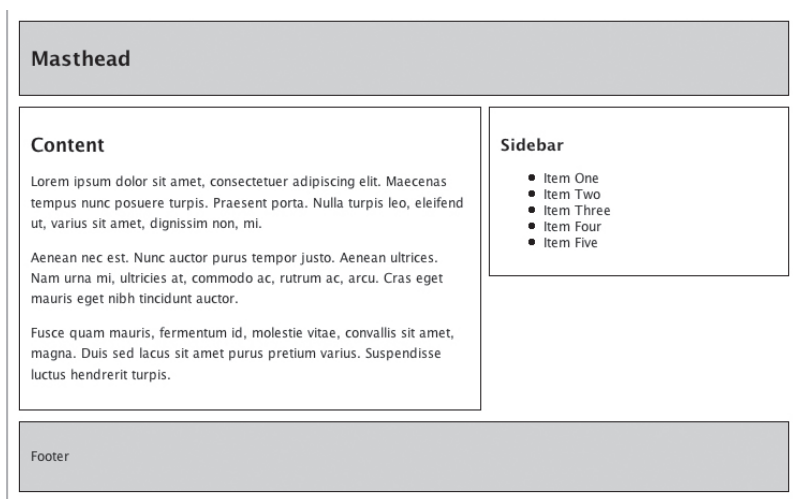 Masthead
Content
Lorem ipsum dolor sit amet, consectetuer adipiscing elit. Maecenas
tempus nunc posuere turpis. Praesent porta. Nulla turpis leo, eleifend
ut, varius sit amet, dignissim non, mi.
Aenean nec est. Nunc auctor purus tempor justo. Aenean ultrices.
Nam urna mi, ultricies at, commodo ac, rutrum ac, arcu. Cras eget
mauris eget nibh tincidunt auctor.
Fusce quam mauris, fermentum id, molestie vitae, convallis sit amet,
magna. Duis sed lacus sit amet purus pretium varius. Suspendisse
luctus hendrerit turpis.
Sidebar
Item One
Item Two
Item Three
Item Four
Item Five
Footer